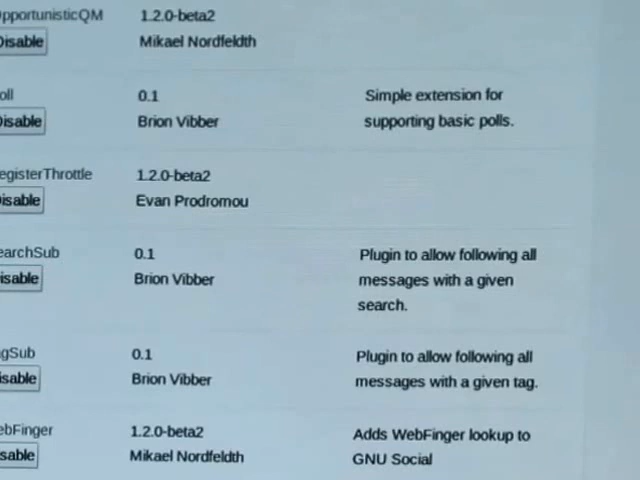 pportunisticQM 1.2.0-beta2
Disable Mikael Nordfeldth
oll 0.1 Simple extension for
Disable Brion Vibber supporting basic polls.
egisterThrottle 1.2.0-beta2
isable Evan Prodromou
earchSub 0.1 Plugin to allow following all
isable Brion Vibber messages with a given
search.
gSub 0.1 Plugin to allow following all
isable Brion Vibber messages with a given tag.
ebFinger 1.2.0-beta2 Adds WebFinger lookup to
sable Mikael Nordfeldth GNU Social